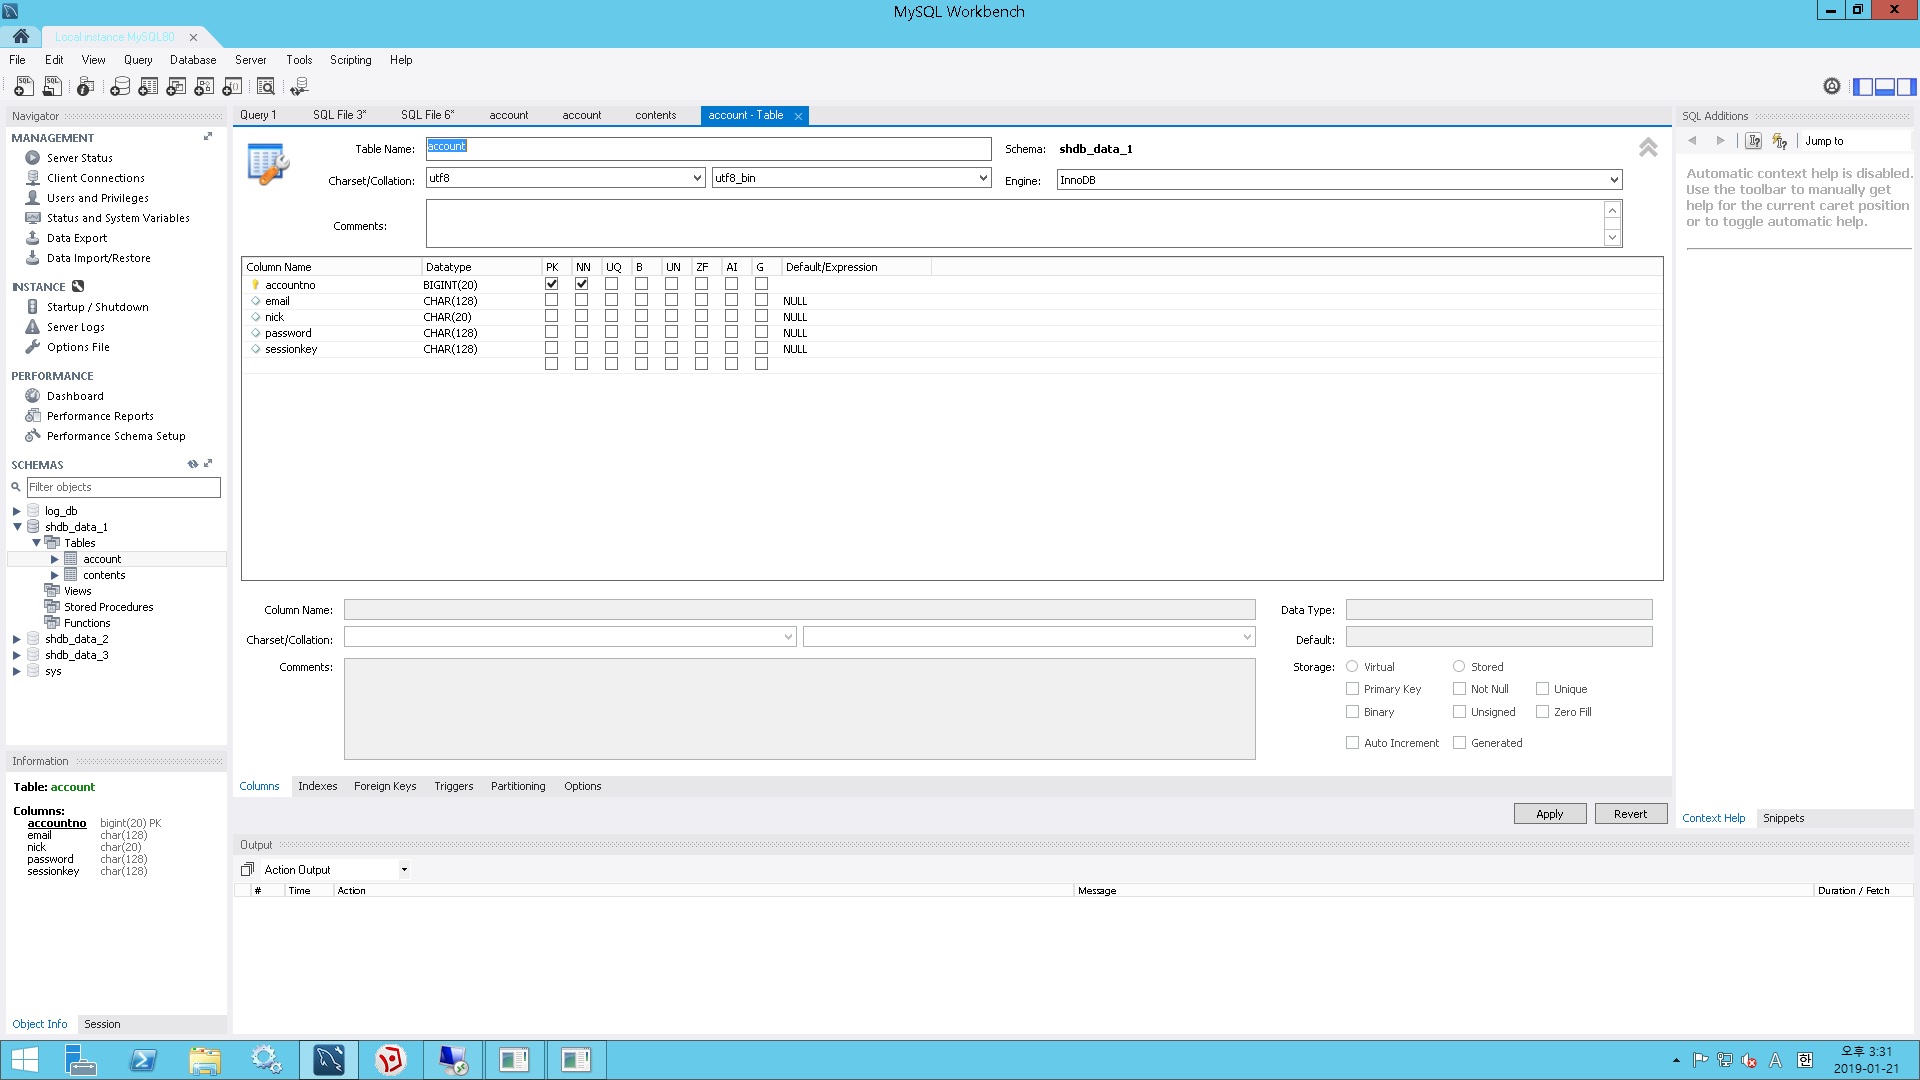 MySQL Workbench
Local instance MySQL80
File Edit View Query Database Server Tools Scripting Help
Navigator
MANAGEMENT
Server Status
Client Connections
Users and Privileges
Status and System Variables
Data Export
Data Import/Restore
INSTANCE
Startup / Shutdown
Server Logs
Options File
PERFORMANCE
Dashboard
Performance Reports
Performance Schema Setup
SCHEMAS
Filter objects
log_db
shdb_data_1
Tables
account
contents
Views
Stored Procedures
Functions
shdb_data_2
shdb_data_3
sys
Information
Table: account
Columns:
accountno bigint(20) PK
email char(128)
nick char(20)
password char(128)
sessionkey char(128)
Object Info Session
Query 1 SQL File 3* SQL File 6* account account contents account - Table
Table Name: account Schema: shdb_data_1
Charset/Collation: utf8 utf8_bin Engine: InnoDB
Comments:
Column Name Datatype PK NN UQ B UN ZF AI G Default/Expression
accountno BIGINT(20)
email CHAR(128) NULL
nick CHAR(20) NULL
password CHAR(128) NULL
sessionkey CHAR(128) NULL
Column Name: Data Type:
Charset/Collation: Default:
Comments: Storage: Virtual Stored
Primary Key Not Null Unique
Binary Unsigned Zero Fill
Auto Increment Generated
Columns Indexes Foreign Keys Triggers Partitioning Options
Apply Revert
Output
Action Output
# Time Action Message Duration / Fetch
SQL Additions
Jump to
Automatic context help is disabled.
Use the toolbar to manually get
help for the current caret position
or to toggle automatic help.
Context Help Snippets
A 한
오후 3:31
2019-01-21